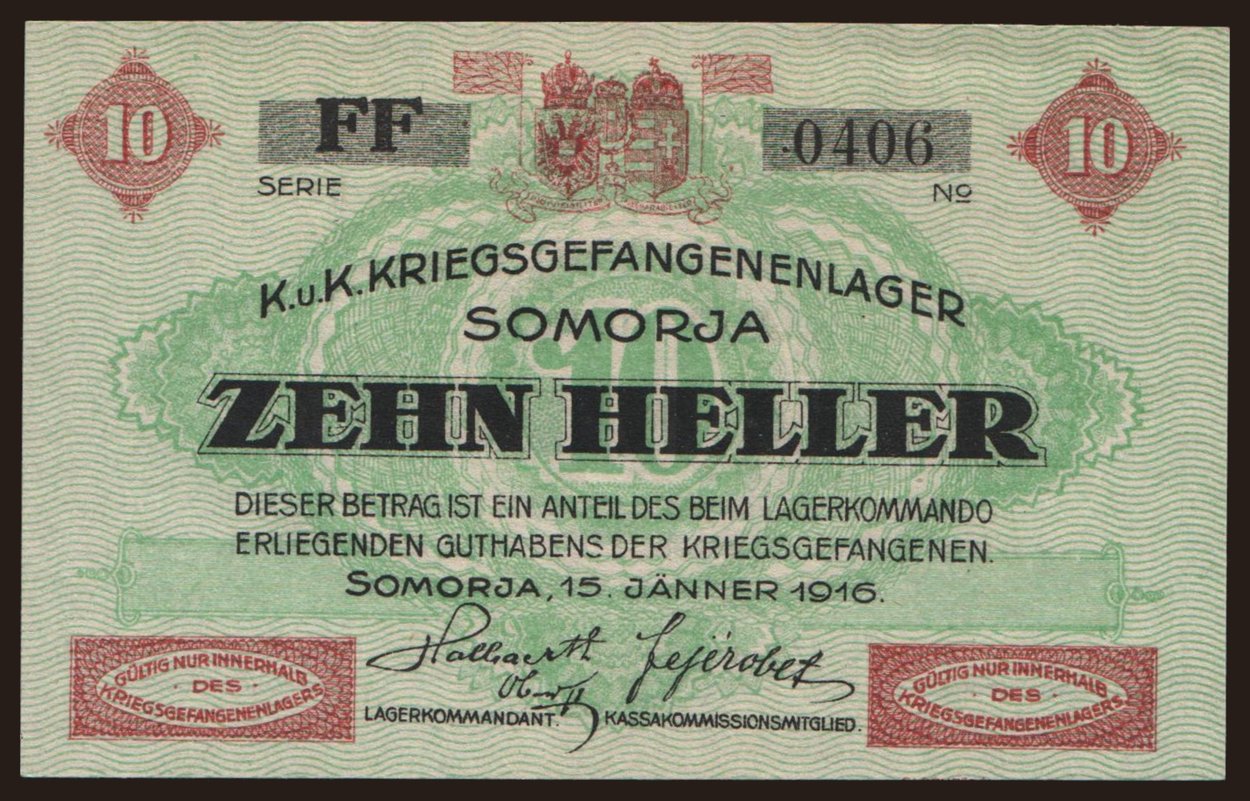 10
FF
0406
10
SERIE
No
K.u.K. KRIEGSGEFANGENENLAGER
SOMORJA
10
ZEHN HELLER
DIESER BETRAG IST EIN ANTEIL DES BEIM LAGERKOMMANDO
ERLIEGENDEN GUTHABENS DER KRIEGSGEFANGENEN.
SOMORJA, 15. JÄNNER 1916.
LAGERKOMMANDANT.
KASSAKOMMISSIONSMITGLIED.
GÜLTIG NUR INNERHALB
· DES ·
KRIEGSGEFANGENENLAGERS
GÜLTIG NUR INNERHALB
· DES ·
KRIEGSGEFANGENENLAGERS